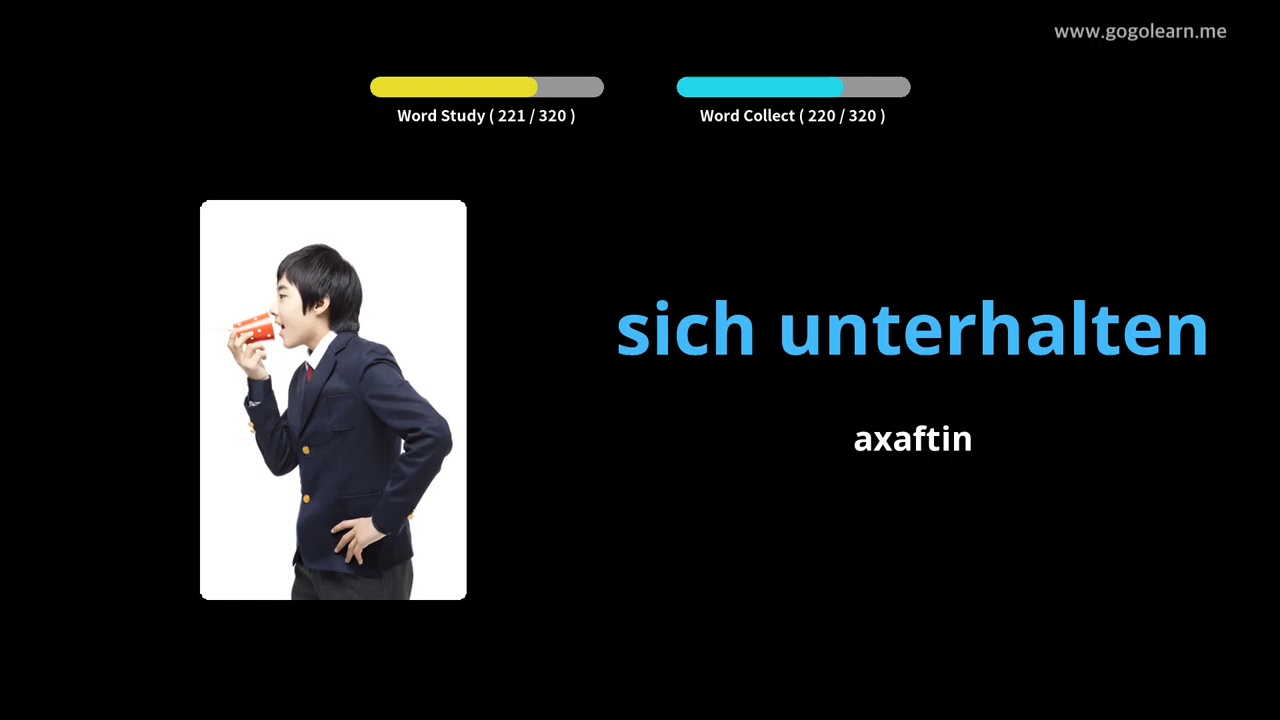 www.gogolearn.me
Word Study ( 221 / 320 )
Word Collect ( 220 / 320 )
sich unterhalten
axaftin